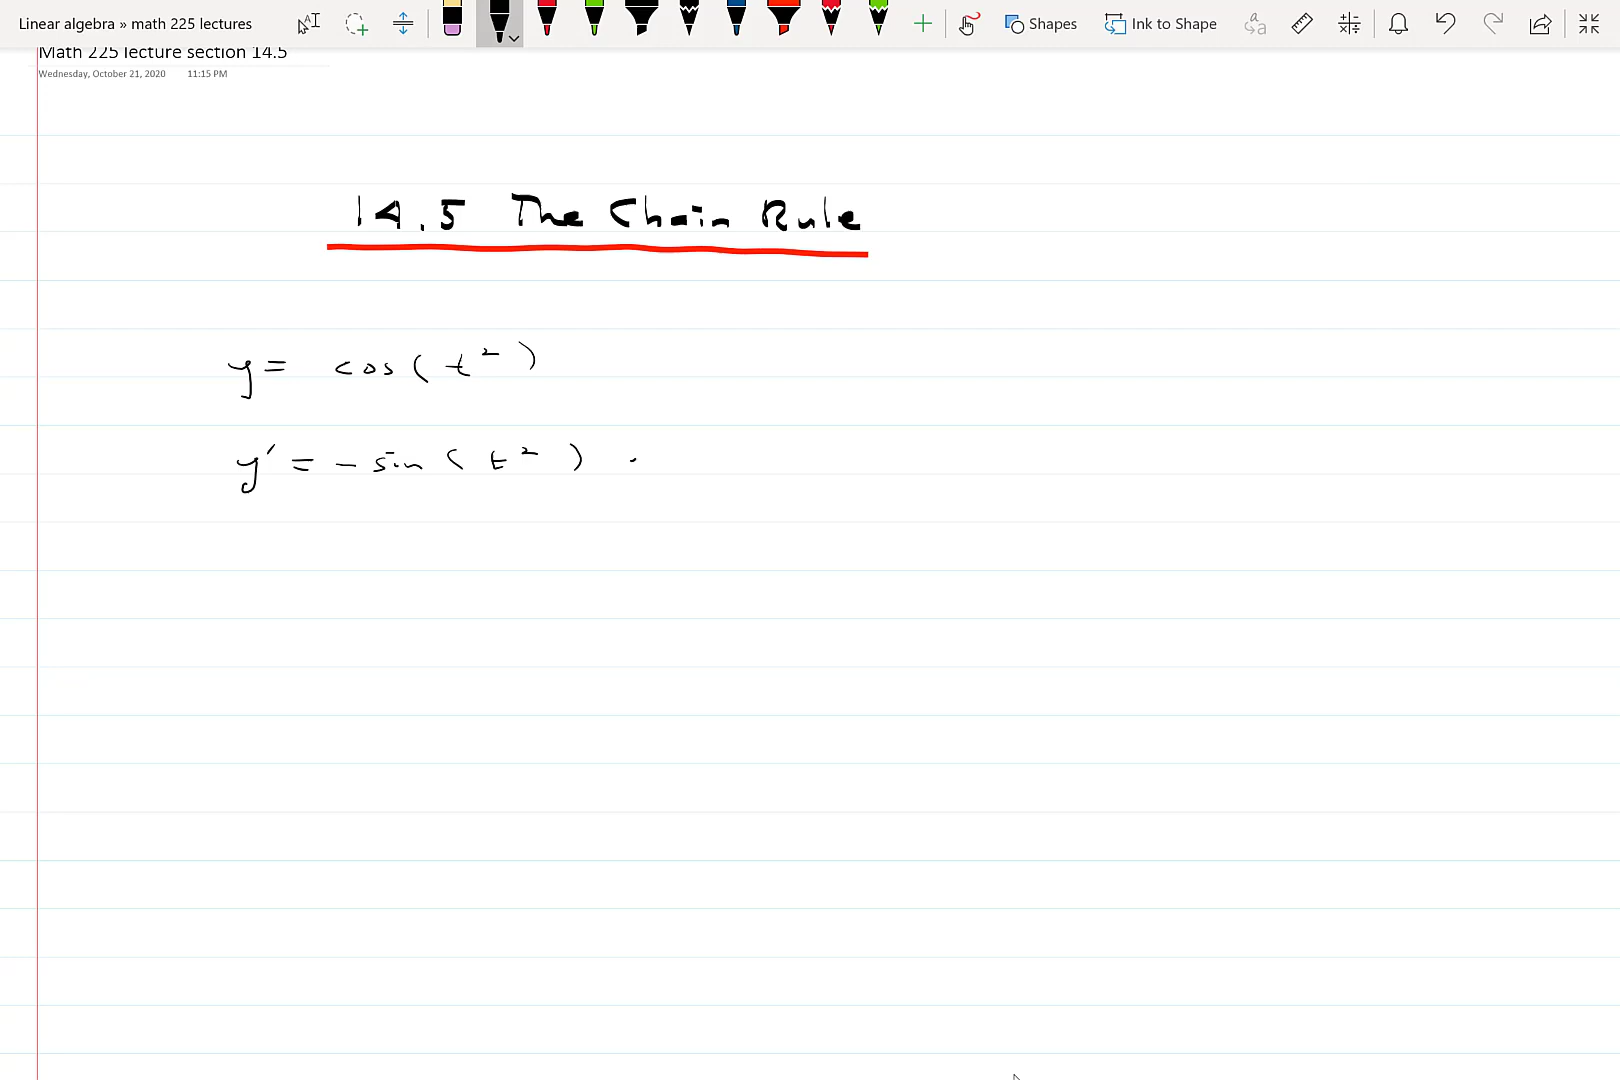 Linear algebra » math 225 lectures Shapes Ink to Shape
Math 225 lecture section 14.5
Wednesday, October 21, 2020 11:15 PM
14.5 The Chain Rule
y = cos(t²)
y' = - sin(t²) ·